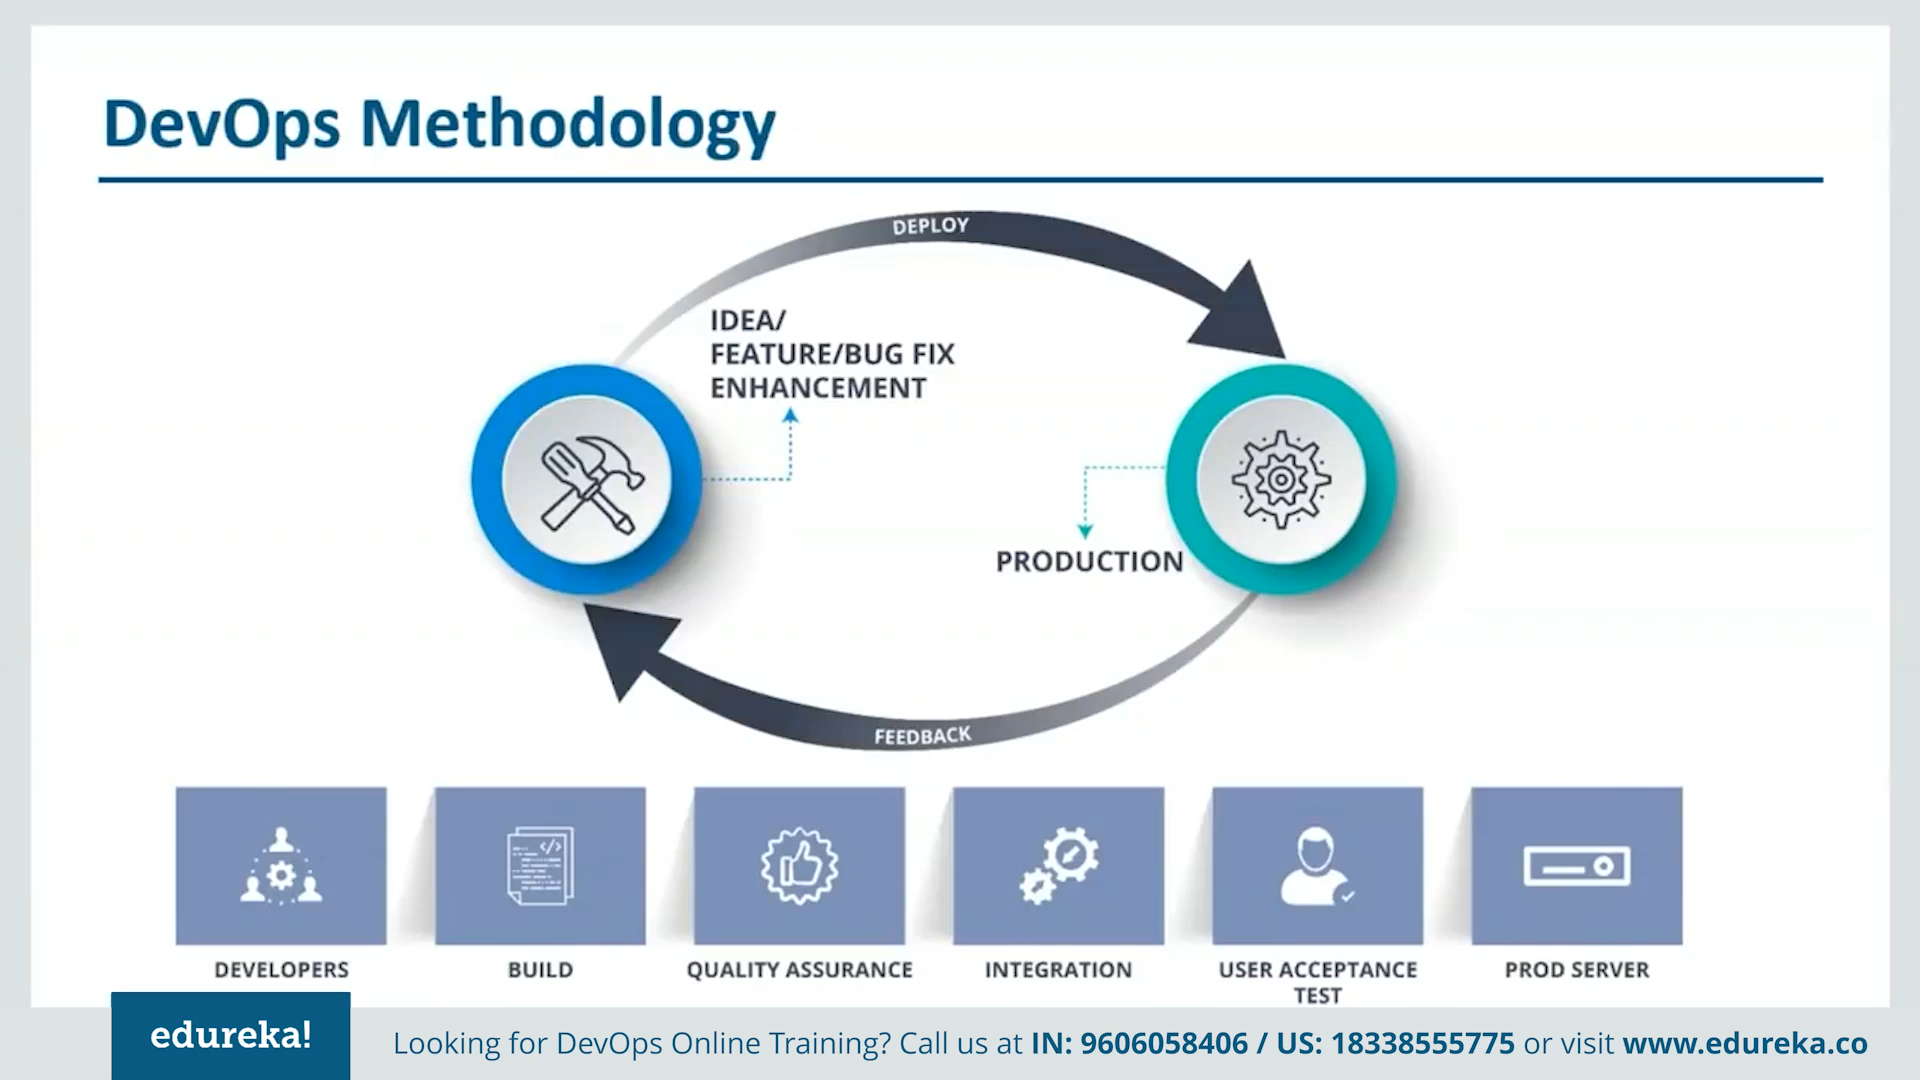 DevOps Methodology
DEPLOY
IDEA/
FEATURE/BUG FIX
ENHANCEMENT
PRODUCTION
FEEDBACK
</>
DEVELOPERS
BUILD
QUALITY ASSURANCE
INTEGRATION
USER ACCEPTANCE
TEST
PROD SERVER
edureka!
Looking for DevOps Online Training? Call us at IN: 9606058406 / US: 18338555775 or visit www.edureka.co